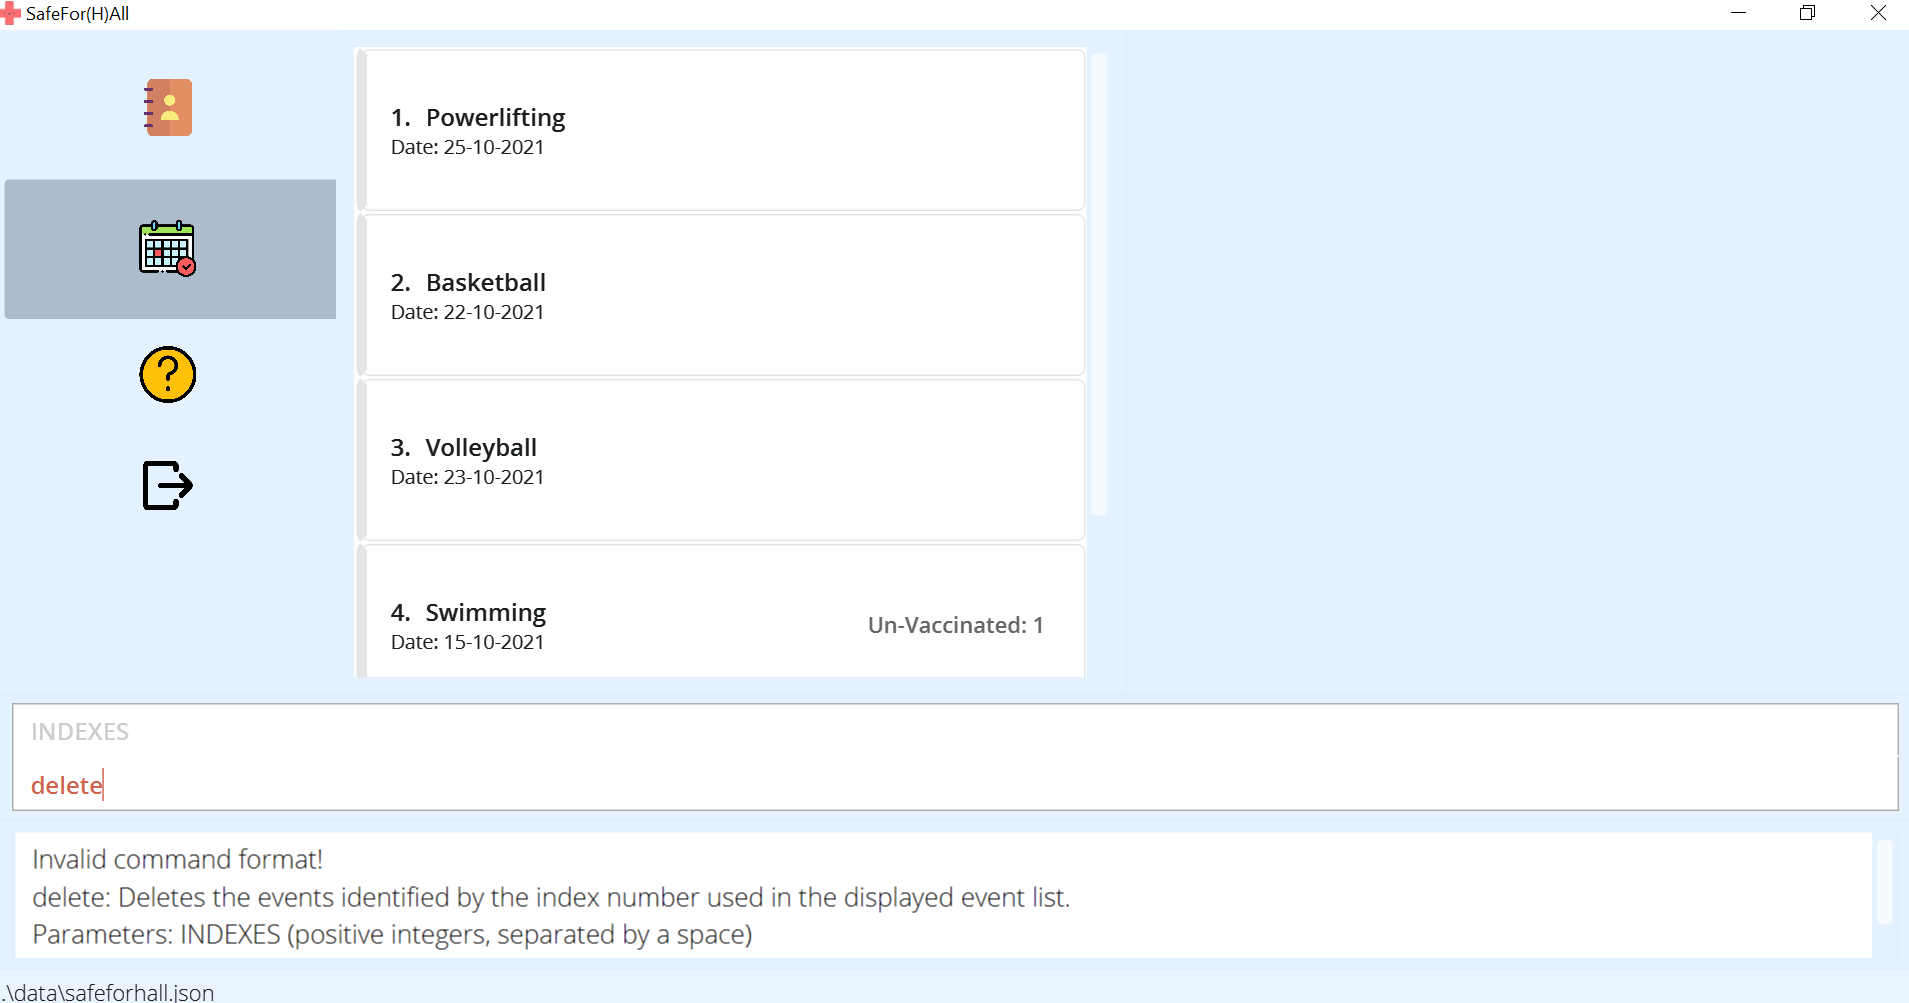 SafeFor(H)All
1. Powerlifting
Date: 25-10-2021
2. Basketball
Date: 22-10-2021
3. Volleyball
Date: 23-10-2021
4. Swimming
Date: 15-10-2021
Un-Vaccinated: 1
INDEXES
delete
Invalid command format!
delete: Deletes the events identified by the index number used in the displayed event list.
Parameters: INDEXES (positive integers, separated by a space)
.\data\safeforhall.json